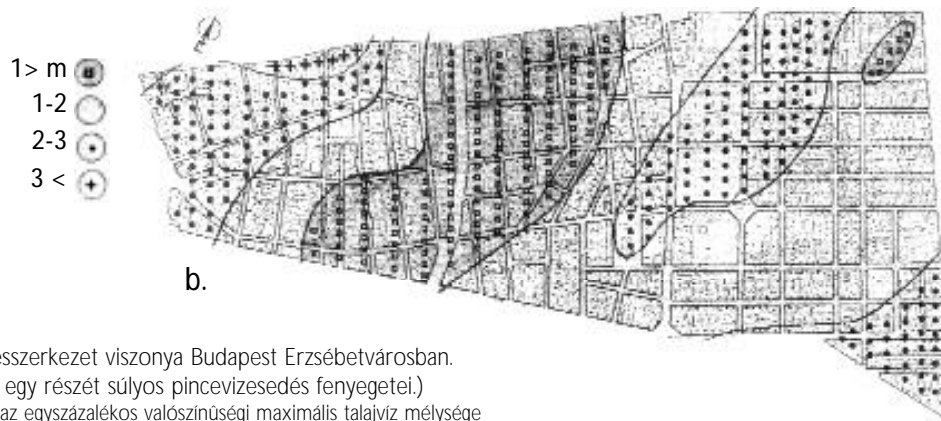 1> m
1-2
2-3
3 <
b.
esszerkezet viszonya Budapest Erzsébetvárosban.
egy részét súlyos pincevizesedés fenyegetei.)
az egyszázalékos valószínûségi maximális talajvíz mélysége